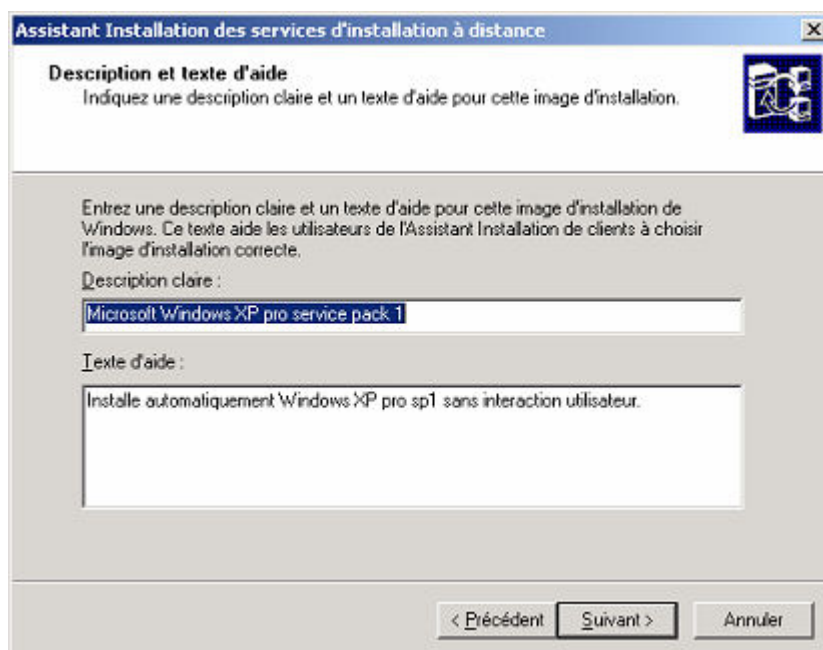 Assistant Installation des services d'installation à distance
Description et texte d'aide
Indiquez une description claire et un texte d'aide pour cette image d'installation.
Entrez une description claire et un texte d'aide pour cette image d'installation de
Windows. Ce texte aide les utilisateurs de l'Assistant Installation de clients à choisir
l'image d'installation correcte.
Description claire :
Microsoft Windows XP pro service pack 1
Texte d'aide :
Installe automatiquement Windows XP pro sp1 sans interaction utilisateur.
< Précédent Suivant > Annuler